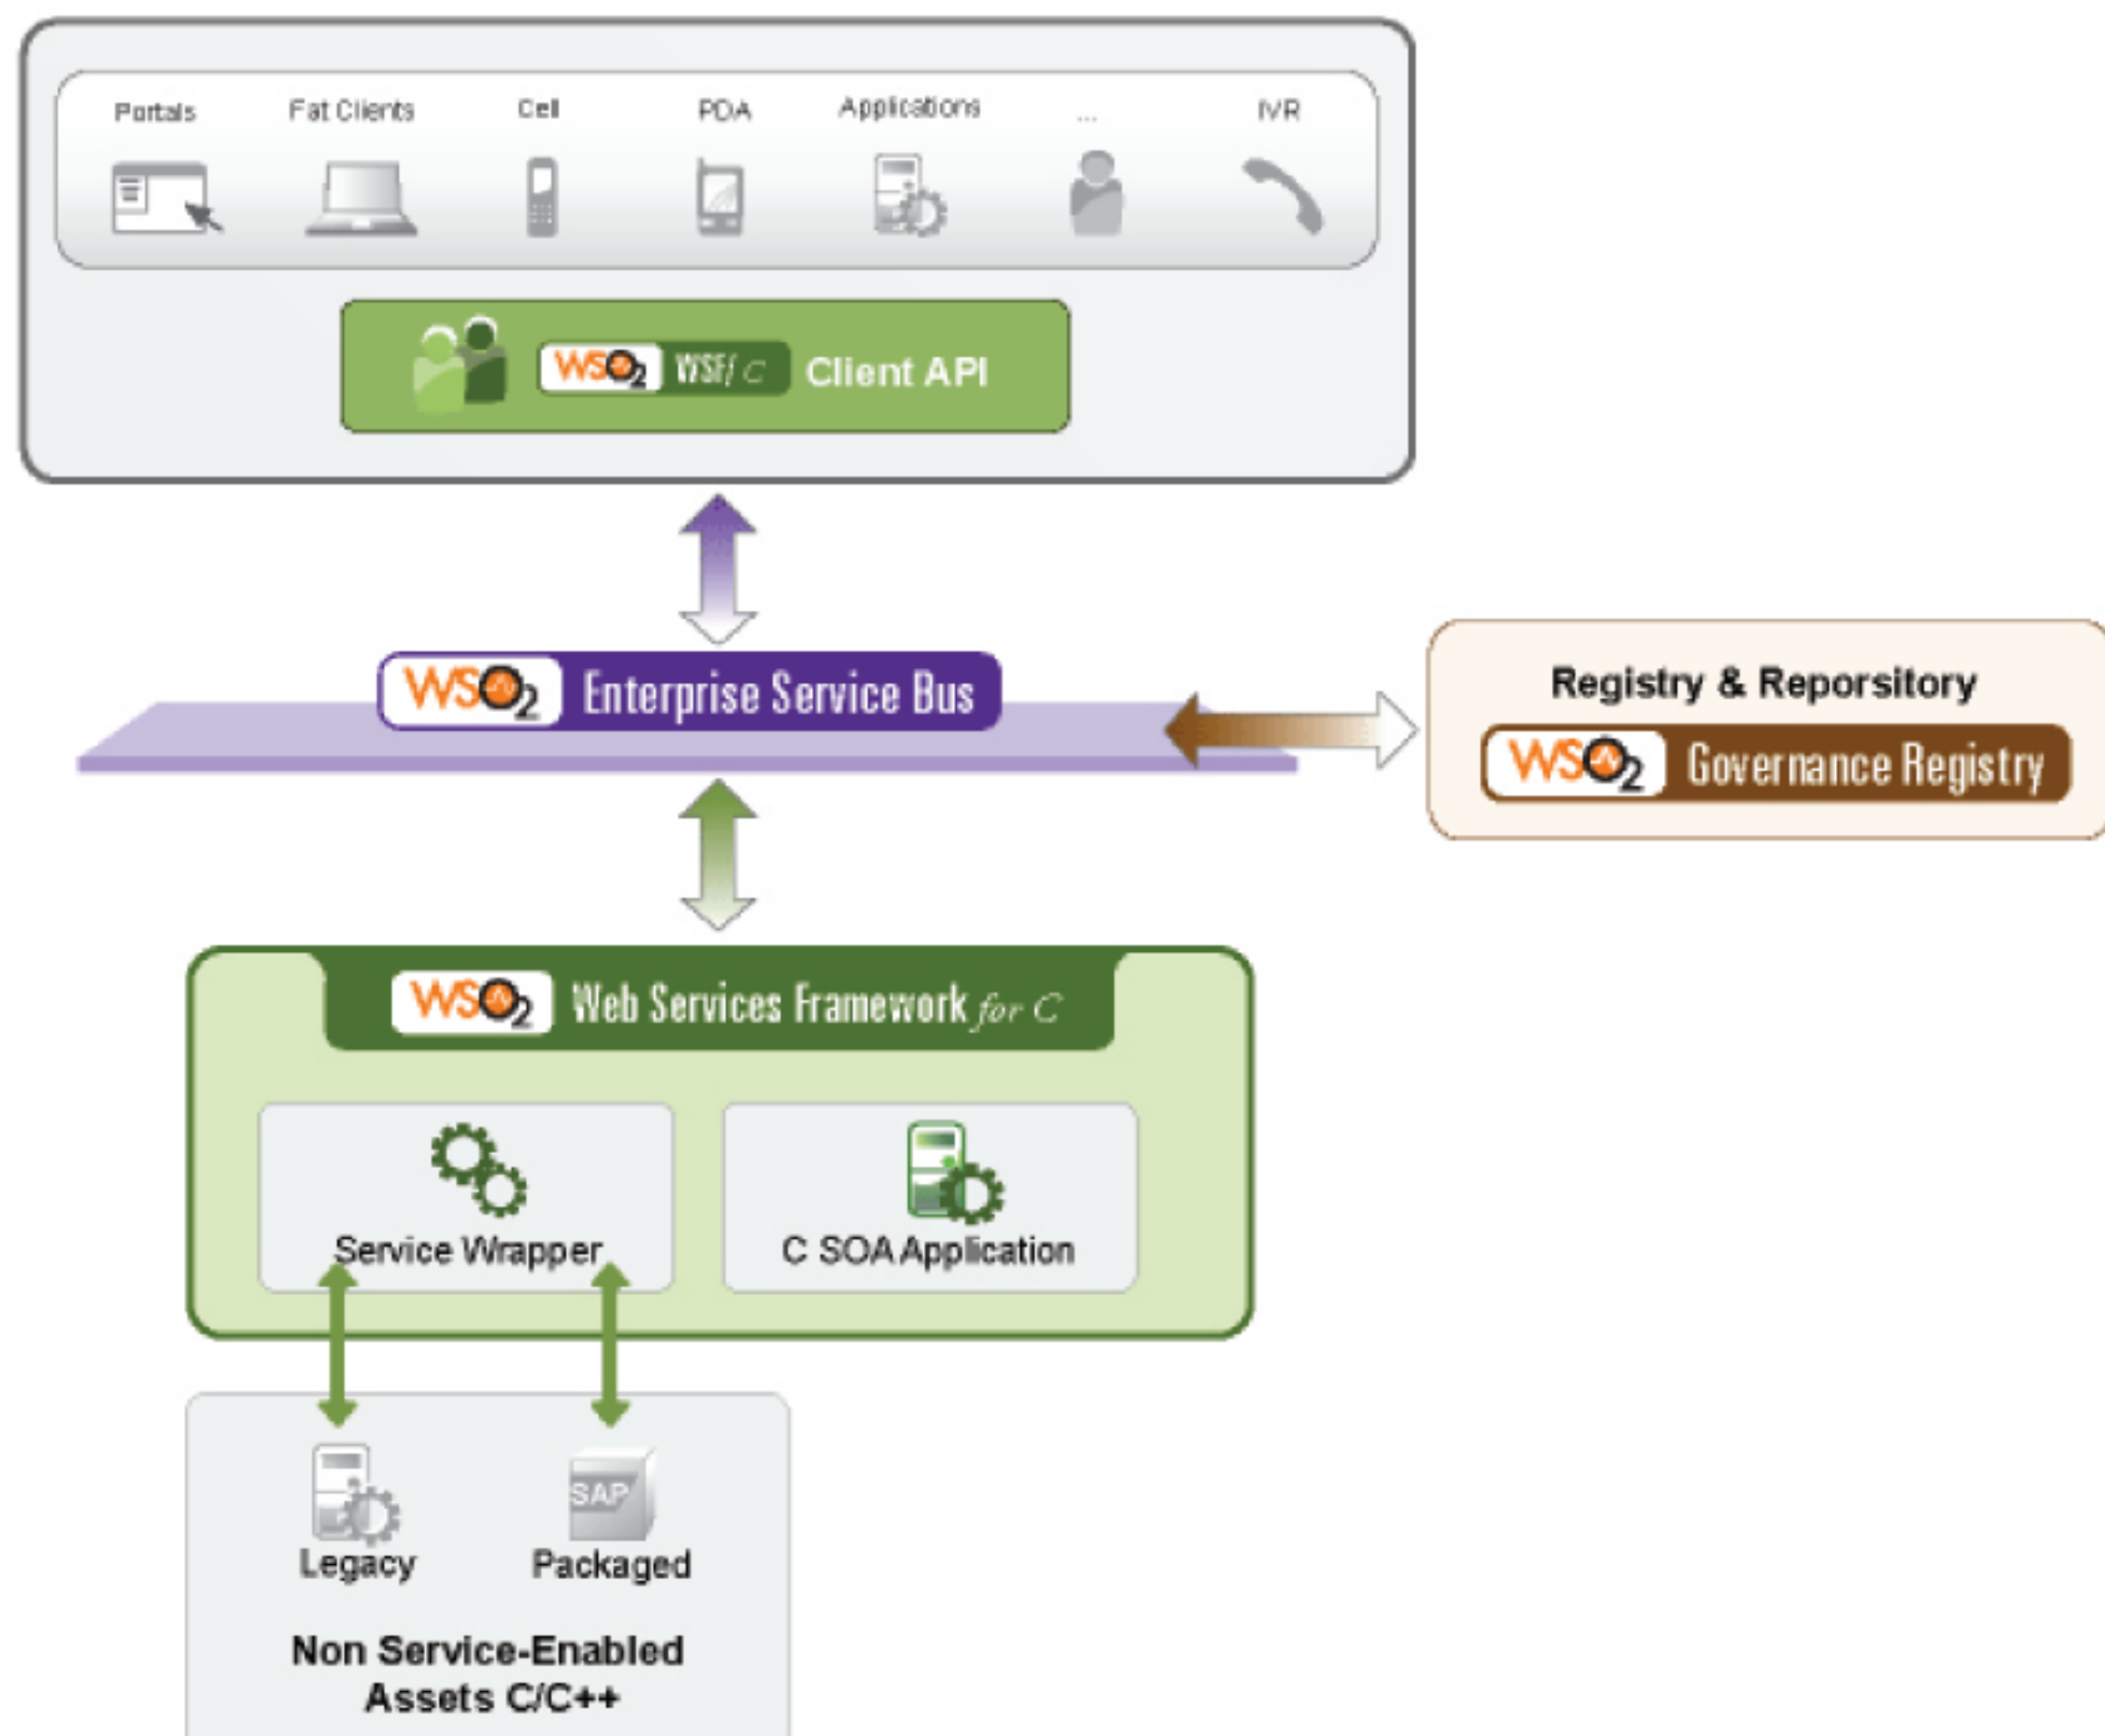 Portals Fat Clients Cell PDA Applications ... IVR
WSO2 WSF/ C Client API
WSO2 Enterprise Service Bus
Registry & Reporsitory
WSO2 Governance Registry
WSO2 Web Services Framework for C
Service Wrapper C SOA Application
SAP
Legacy Packaged
Non Service-Enabled
Assets C/C++